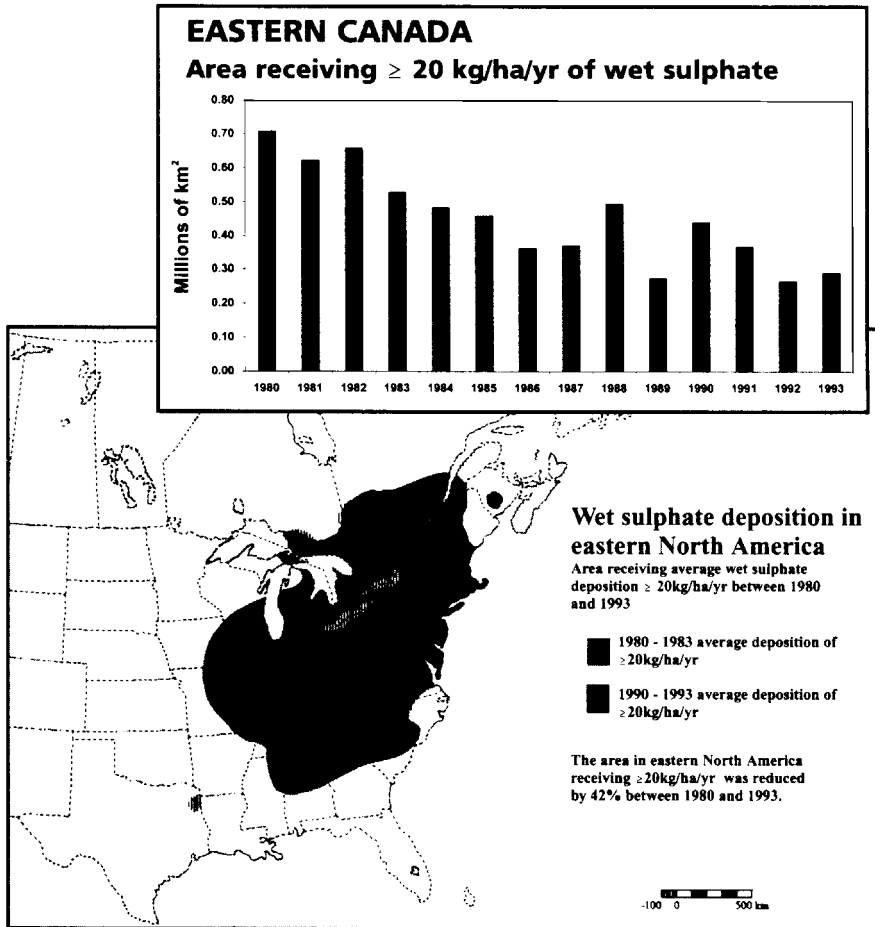 EASTERN CANADA
Area receiving ≥ 20 kg/ha/yr of wet sulphate
0.80
0.70
0.60
0.50
0.40
0.30
0.20
0.10
0.00
Millions of km²
1980 1981 1982 1983 1984 1985 1986 1987 1988 1989 1990 1991 1992 1993
Wet sulphate deposition in
eastern North America
Area receiving average wet sulphate
deposition ≥ 20kg/ha/yr between 1980
and 1993
1980 - 1983 average deposition of
≥20kg/ha/yr
1990 - 1993 average deposition of
≥20kg/ha/yr
The area in eastern North America
receiving ≥20kg/ha/yr was reduced
by 42% between 1980 and 1993.
-100 0 500 km